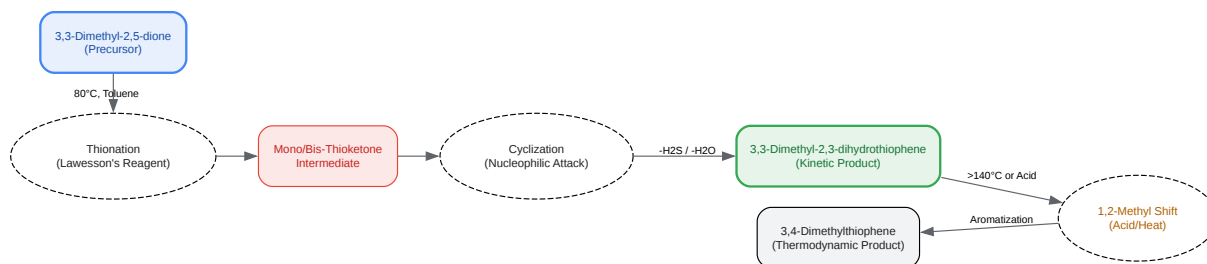 3,3-Dimethyl-2,5-dione
(Precursor)
80°C, Toluene
Thionation
(Lawesson's Reagent)
Mono/Bis-Thioketone
Intermediate
Cyclization
(Nucleophilic Attack)
-H2S / -H2O
3,3-Dimethyl-2,3-dihydrothiophene
(Kinetic Product)
>140°C or Acid
1,2-Methyl Shift
(Acid/Heat)
Aromatization
3,4-Dimethylthiophene
(Thermodynamic Product)